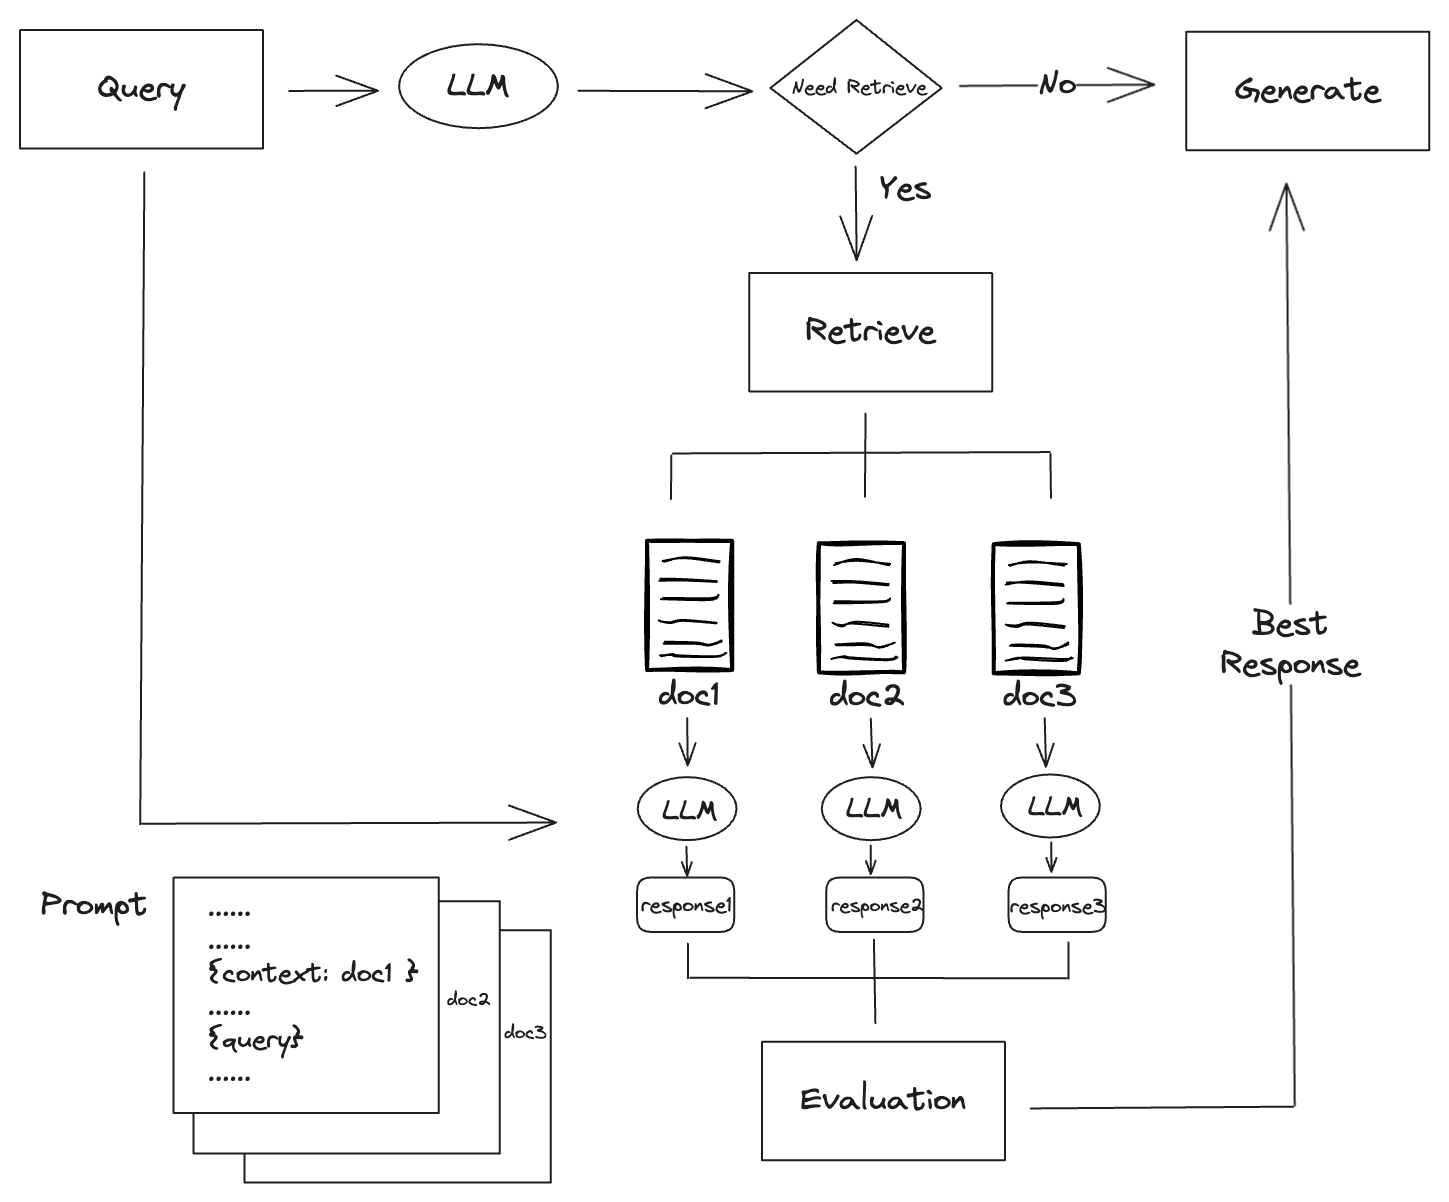 Query
LLM
Need Retrieve
No
Generate
Yes
Retrieve
doc1
doc2
doc3
Best
Response
LLM
LLM
LLM
response1
response2
response3
Prompt
......
......
{context: doc1 }
......
{query}
......
doc2
doc3
Evaluation